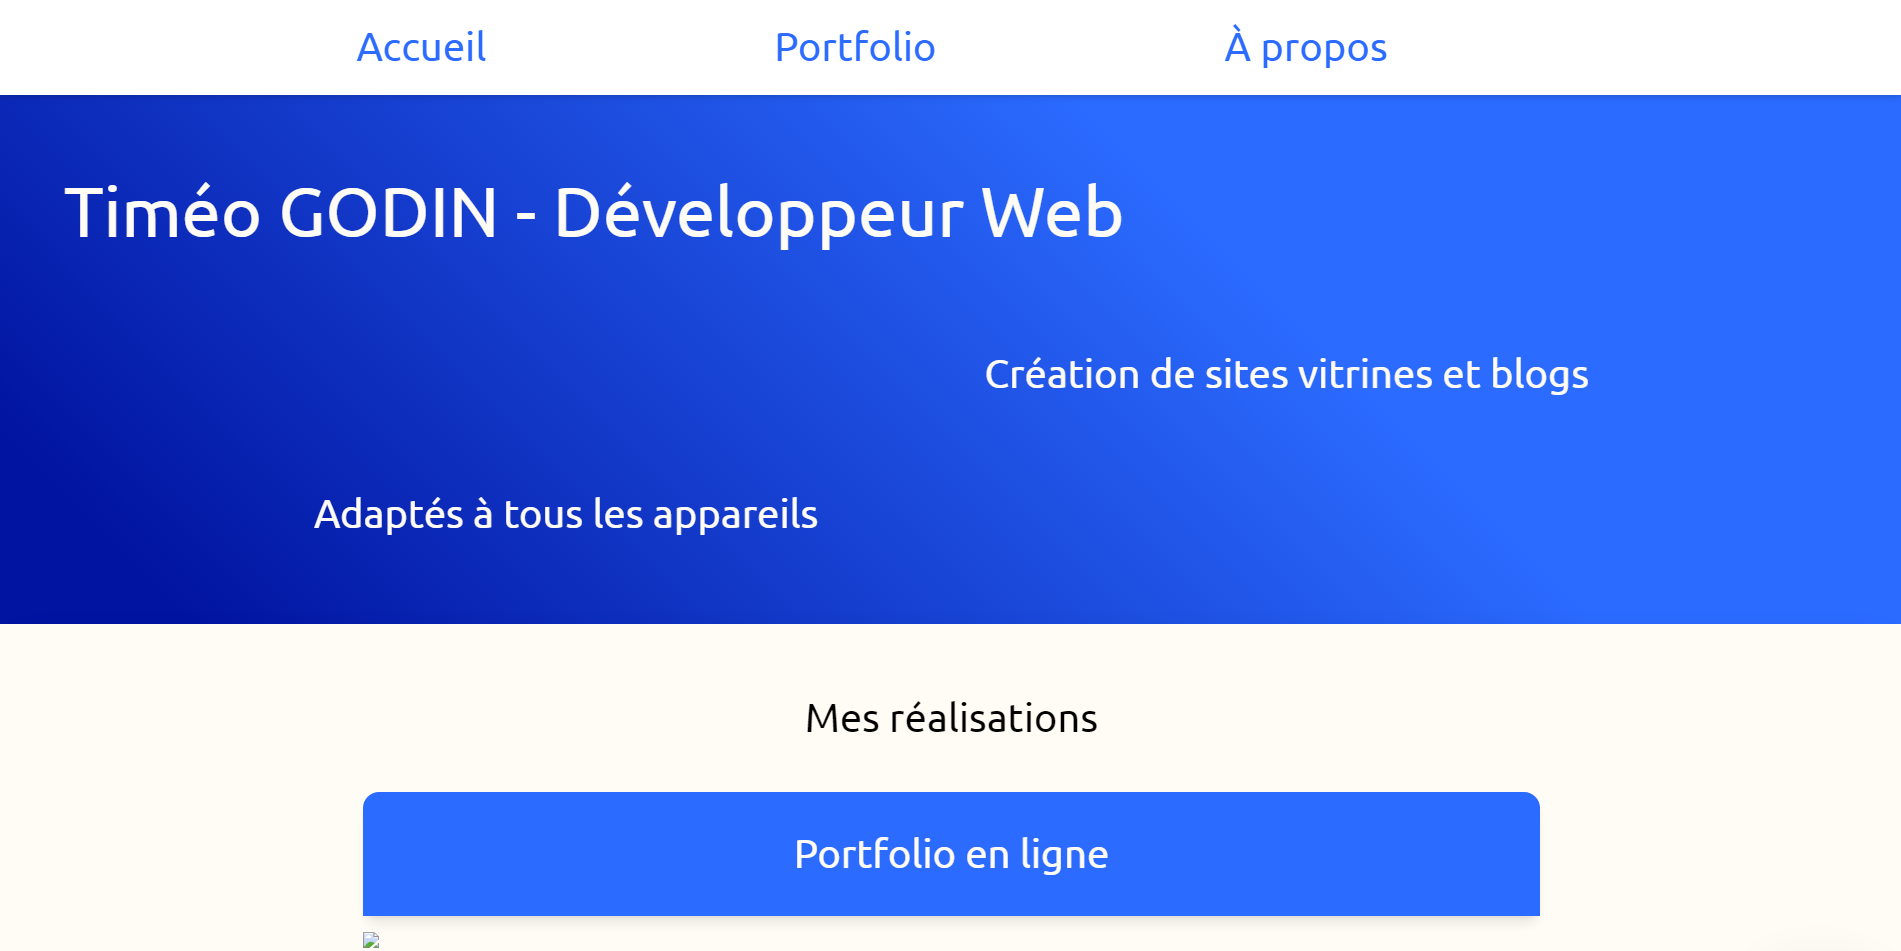 Accueil
Portfolio
À propos
Timéo GODIN - Développeur Web
Création de sites vitrines et blogs
Adaptés à tous les appareils
Mes réalisations
Portfolio en ligne